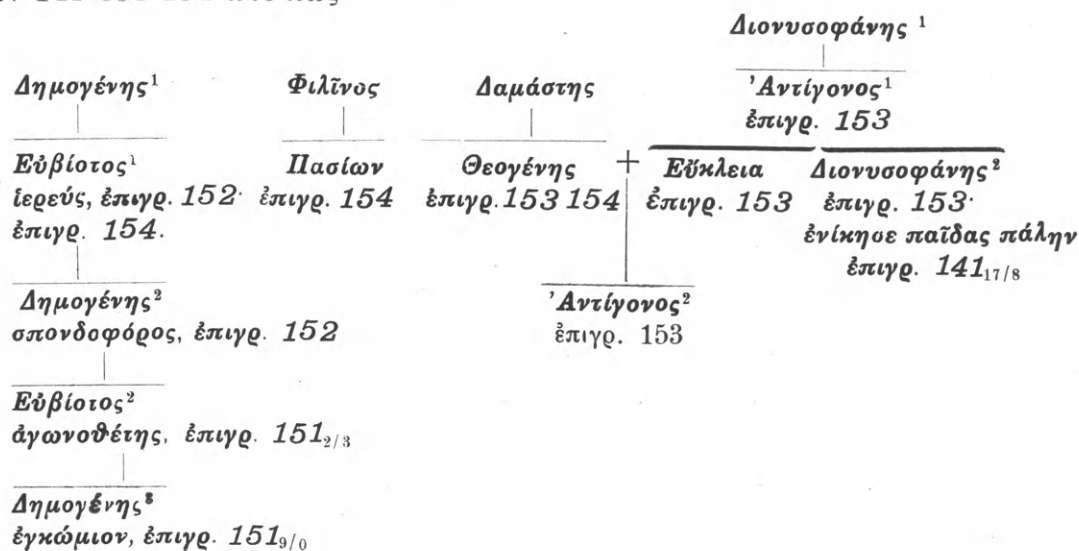 Διονυσοφάνης ¹
Δημογένης¹ Φιλῖνος Δαμάστης Ἀντίγονος¹
ἐπιγρ. 153
Εὐβίοτος¹ Πασίων Θεογένης + Εὔκλεια Διονυσοφάνης²
ἱερεύς, ἐπιγρ. 152· ἐπιγρ. 154 ἐπιγρ. 153 154 ἐπιγρ. 153 ἐπιγρ. 153·
ἐπιγρ. 154. ἐνίκησε παῖδας πάλην
ἐπιγρ. 141₁₇/₈
Δημογένης² Ἀντίγονος²
σπονδοφόρος, ἐπιγρ. 152 ἐπιγρ. 153
Εὐβίοτος²
ἀγωνοθέτης, ἐπιγρ. 151₂/₃
Δημογένης³
ἐγκώμιον, ἐπιγρ. 151₉/₀